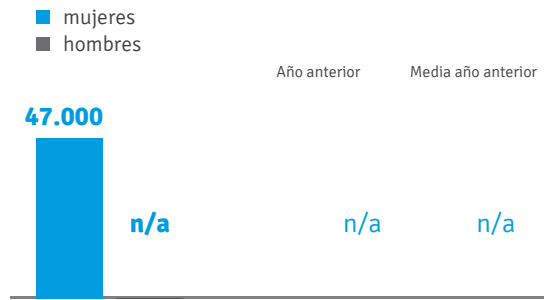 mujeres
hombres
Año anterior Media año anterior
47.000
n/a n/a n/a